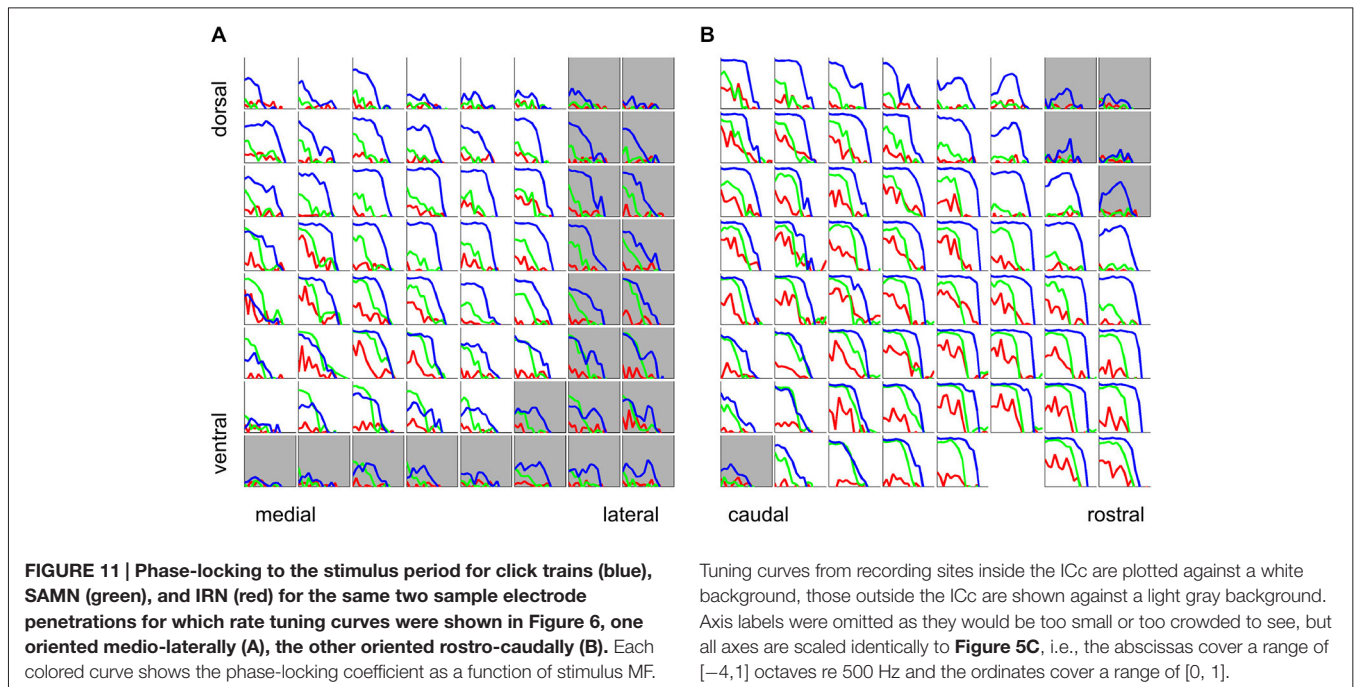 A
B
dorsal
ventral
medial
lateral
caudal
rostral
FIGURE 11 | Phase-locking to the stimulus period for click trains (blue),
SAMN (green), and IRN (red) for the same two sample electrode
penetrations for which rate tuning curves were shown in Figure 6, one
oriented medio-laterally (A), the other oriented rostro-caudally (B). Each
colored curve shows the phase-locking coefficient as a function of stimulus MF.
Tuning curves from recording sites inside the ICc are plotted against a white
background, those outside the ICc are shown against a light gray background.
Axis labels were omitted as they would be too small or too crowded to see, but
all axes are scaled identically to Figure 5C, i.e., the abscissas cover a range of
[−4,1] octaves re 500 Hz and the ordinates cover a range of [0, 1].